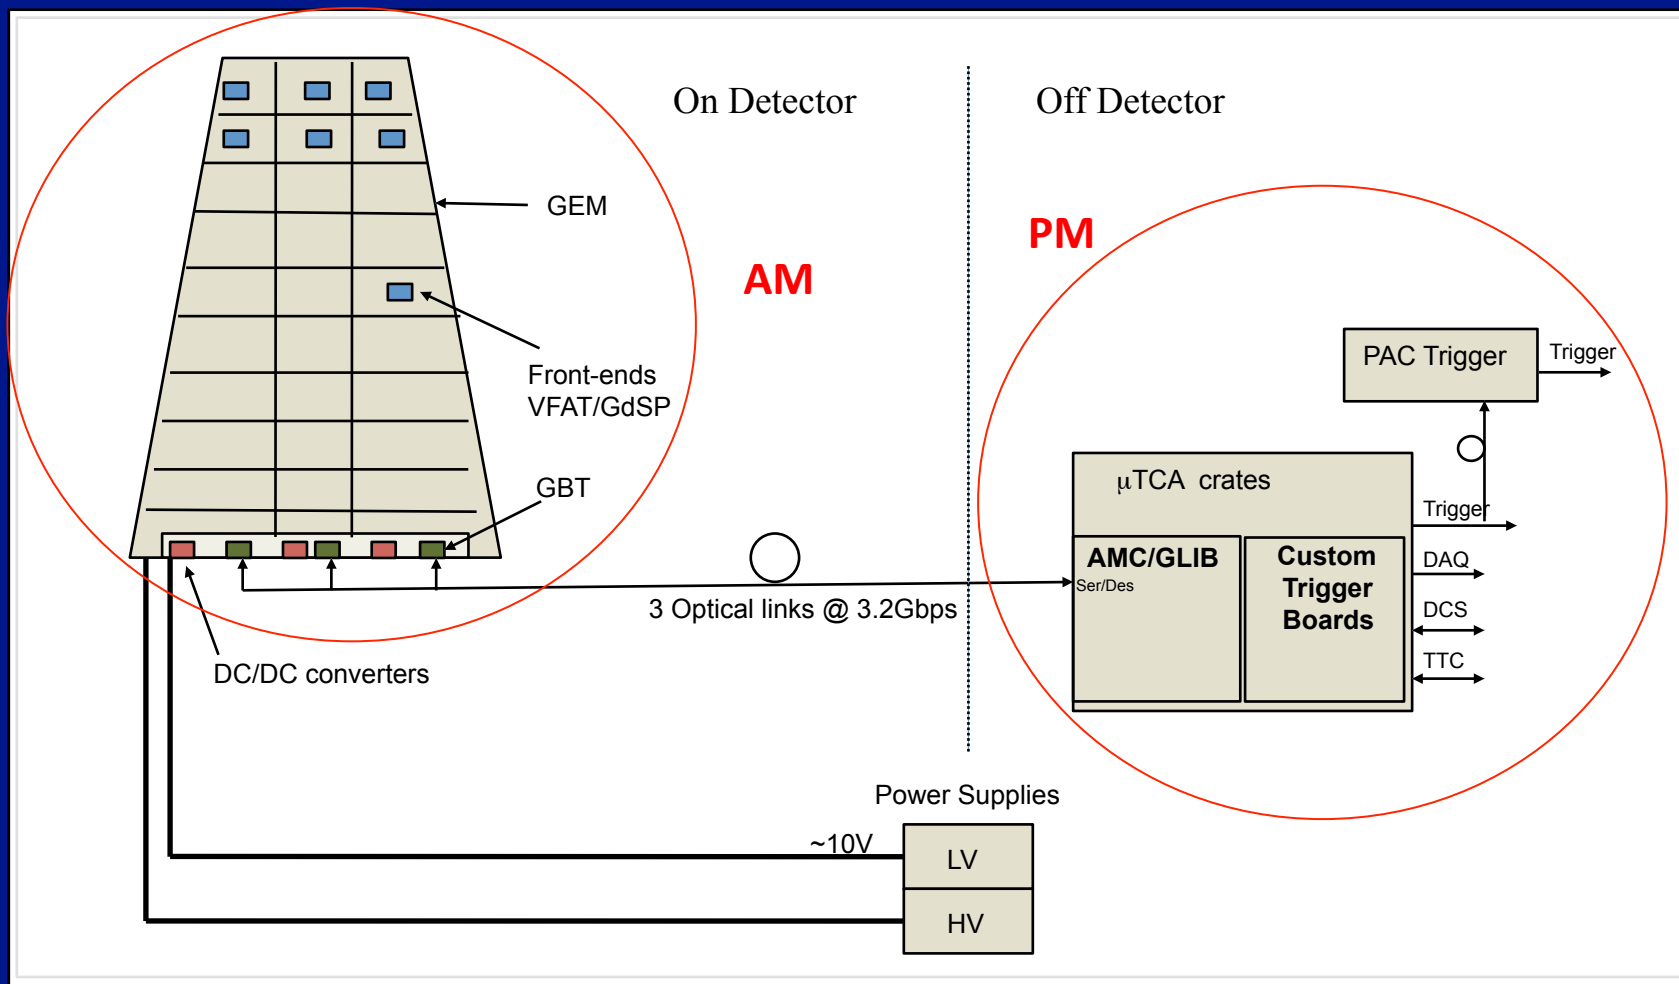 On Detector
Off Detector
GEM
AM
PM
Front-ends
VFAT/GdSP
GBT
PAC Trigger
Trigger
μTCA crates
Trigger
AMC/GLIB
Ser/Des
Custom
Trigger
Boards
DAQ
DCS
TTC
3 Optical links @ 3.2Gbps
DC/DC converters
Power Supplies
~10V
LV
HV